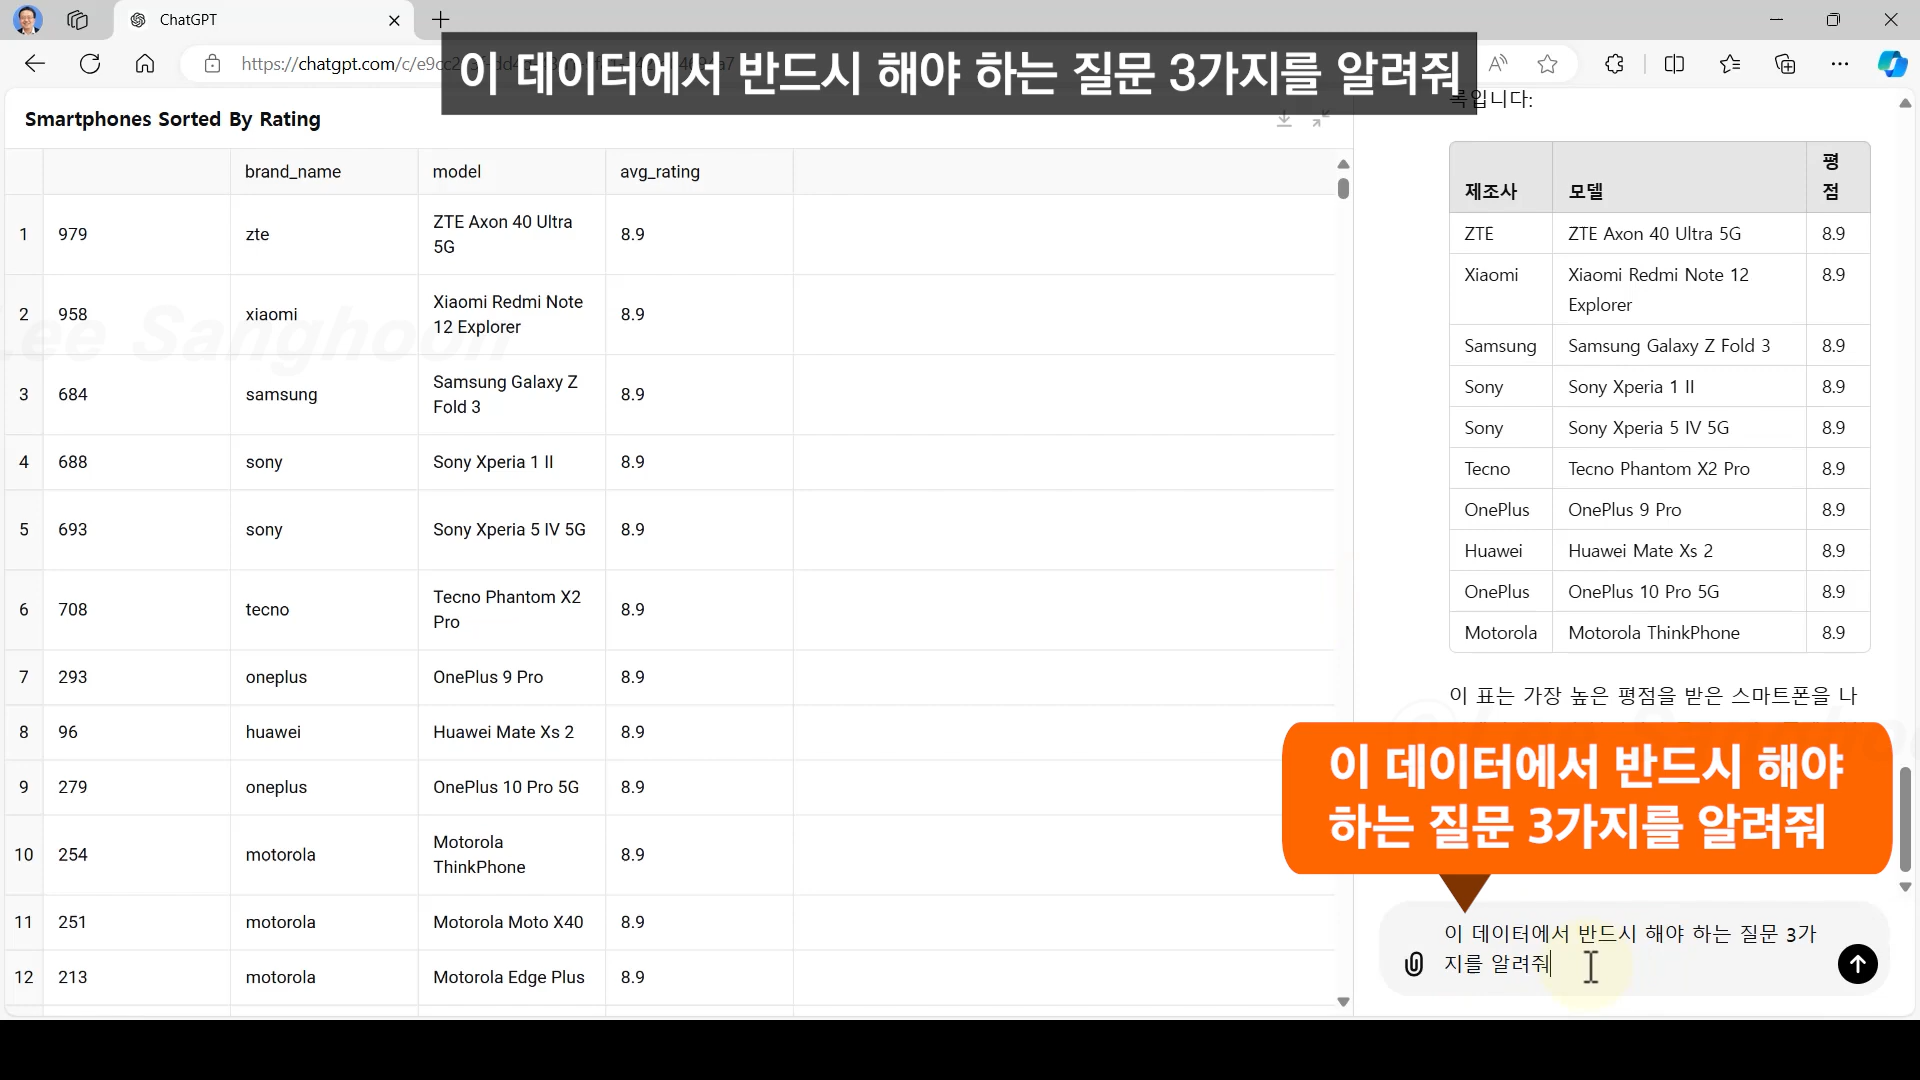 ChatGPT
https://chatgpt.com/c/e9cc2
이 데이터에서 반드시 해야 하는 질문 3가지를 알려줘
Smartphones Sorted By Rating
brand_name model avg_rating
1 979 zte ZTE Axon 40 Ultra
5G 8.9
2 958 xiaomi Xiaomi Redmi Note
12 Explorer 8.9
3 684 samsung Samsung Galaxy Z
Fold 3 8.9
4 688 sony Sony Xperia 1 II 8.9
5 693 sony Sony Xperia 5 IV 5G 8.9
6 708 tecno Tecno Phantom X2
Pro 8.9
7 293 oneplus OnePlus 9 Pro 8.9
8 96 huawei Huawei Mate Xs 2 8.9
9 279 oneplus OnePlus 10 Pro 5G 8.9
10 254 motorola Motorola
ThinkPhone 8.9
11 251 motorola Motorola Moto X40 8.9
12 213 motorola Motorola Edge Plus 8.9
Lee Sanghoon
록입니다:
제조사 모델 평
점
ZTE ZTE Axon 40 Ultra 5G 8.9
Xiaomi Xiaomi Redmi Note 12
Explorer 8.9
Samsung Samsung Galaxy Z Fold 3 8.9
Sony Sony Xperia 1 II 8.9
Sony Sony Xperia 5 IV 5G 8.9
Tecno Tecno Phantom X2 Pro 8.9
OnePlus OnePlus 9 Pro 8.9
Huawei Huawei Mate Xs 2 8.9
OnePlus OnePlus 10 Pro 5G 8.9
Motorola Motorola ThinkPhone 8.9
이 표는 가장 높은 평점을 받은 스마트폰을 나
이 데이터에서 반드시 해야
하는 질문 3가지를 알려줘
이 데이터에서 반드시 해야 하는 질문 3가
지를 알려줘